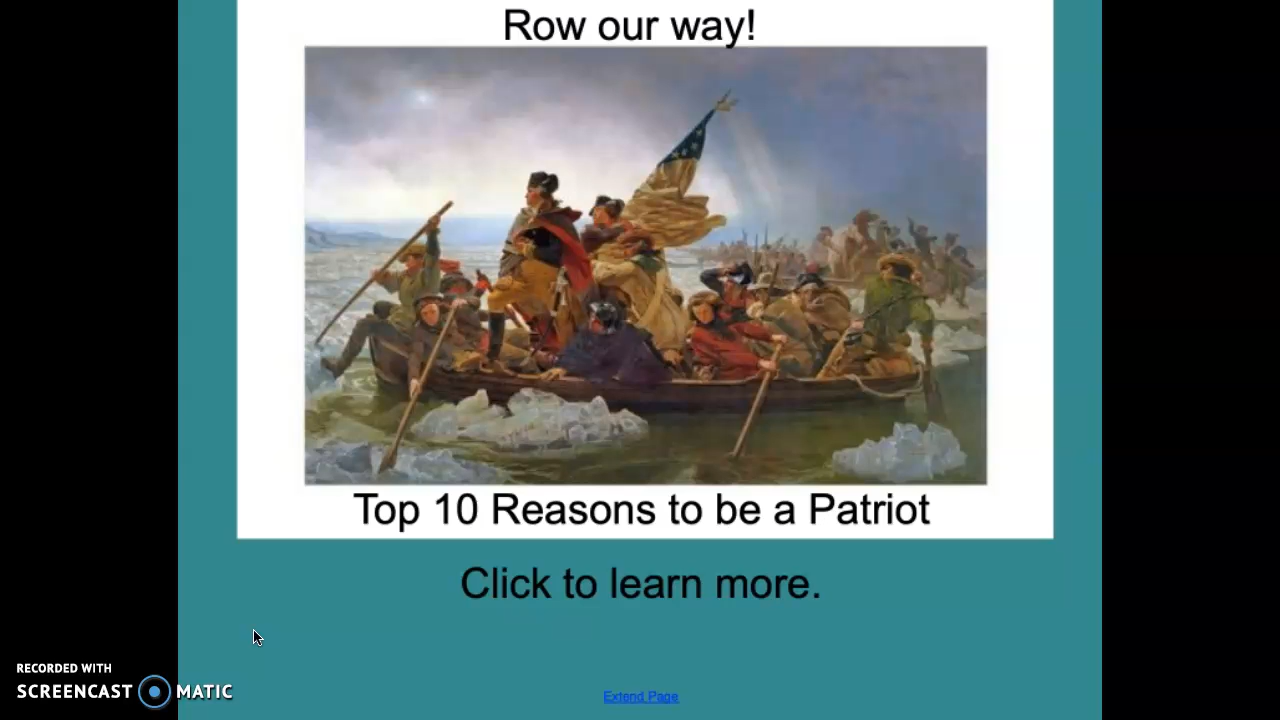 Row our way!
Top 10 Reasons to be a Patriot
Click to learn more.
RECORDED WITH
SCREENCAST MATIC
Extend Page